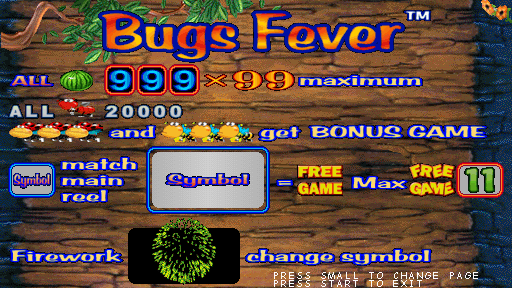 Bugs Fever™
ALL 999×99 maximum
ALL 20000
and get BONUS GAME
Symbol match main reel Symbol = FREE GAME Max FREE GAME 11
Firework change symbol
PRESS SMALL TO CHANGE PAGE
PRESS START TO EXIT